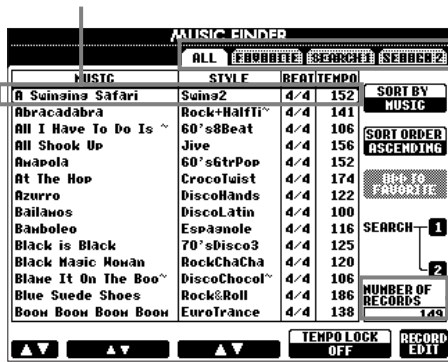 MUSIC FINDER
ALL FAVORITE SEARCH1 SEARCH2
MUSIC STYLE BEAT TEMPO
A Swinging Safari Swing2 4/4 152
Abracadabra Rock+HalfTi~ 4/4 141
All I Have To Do Is ~ 60's8Beat 4/4 106
All Shook Up Jive 4/4 156
Amapola 60'sGtrPop 4/4 152
At The Hop CrocoTwist 4/4 174
Azurro DiscoHands 4/4 122
Bailamos DiscoLatin 4/4 100
Bamboleo Espagnole 4/4 116
Black is Black 70'sDisco3 4/4 125
Black Magic Woman RockChaCha 4/4 120
Blame It On The Boo~ DiscoChocol~ 4/4 106
Blue Suede Shoes Rock&Roll 4/4 186
Boom Boom Boom Boom EuroTrance 4/4 138
SORT BY
MUSIC
SORT ORDER
ASCENDING
ADD TO
FAVORITE
SEARCH 1
2
NUMBER OF
RECORDS
149
TEMPO LOCK
OFF
RECORD
EDIT